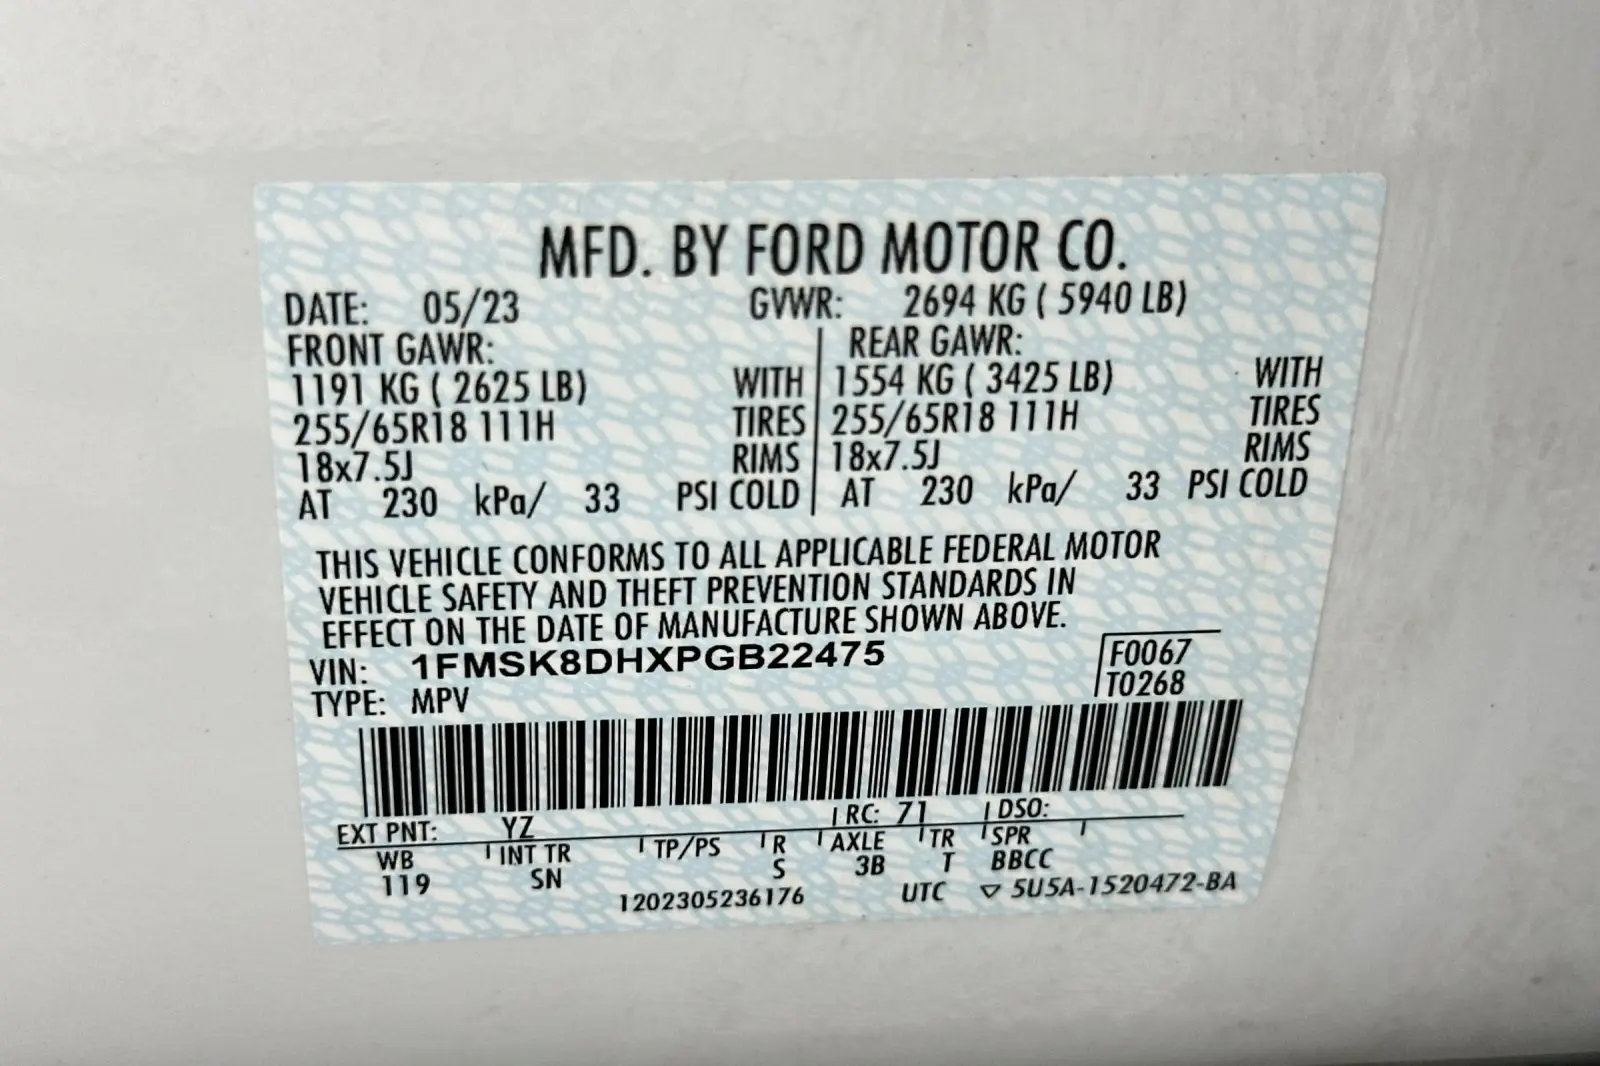 MFD. BY FORD MOTOR CO.
DATE: 05/23 GVWR: 2694 KG ( 5940 LB)
FRONT GAWR: REAR GAWR:
1191 KG ( 2625 LB) WITH 1554 KG ( 3425 LB) WITH
255/65R18 111H TIRES 255/65R18 111H TIRES
18x7.5J RIMS 18x7.5J RIMS
AT 230 kPa/ 33 PSI COLD AT 230 kPa/ 33 PSI COLD
THIS VEHICLE CONFORMS TO ALL APPLICABLE FEDERAL MOTOR
VEHICLE SAFETY AND THEFT PREVENTION STANDARDS IN
EFFECT ON THE DATE OF MANUFACTURE SHOWN ABOVE.
VIN: 1FMSK8DHXPGB22475 F0067
TYPE: MPV T0268
EXT PNT: YZ RC: 71 DSO:
WB INT TR TP/PS R AXLE TR SPR
119 SN S 3B T BBCC
1202305236176 UTC ▽ 5U5A-1520472-BA